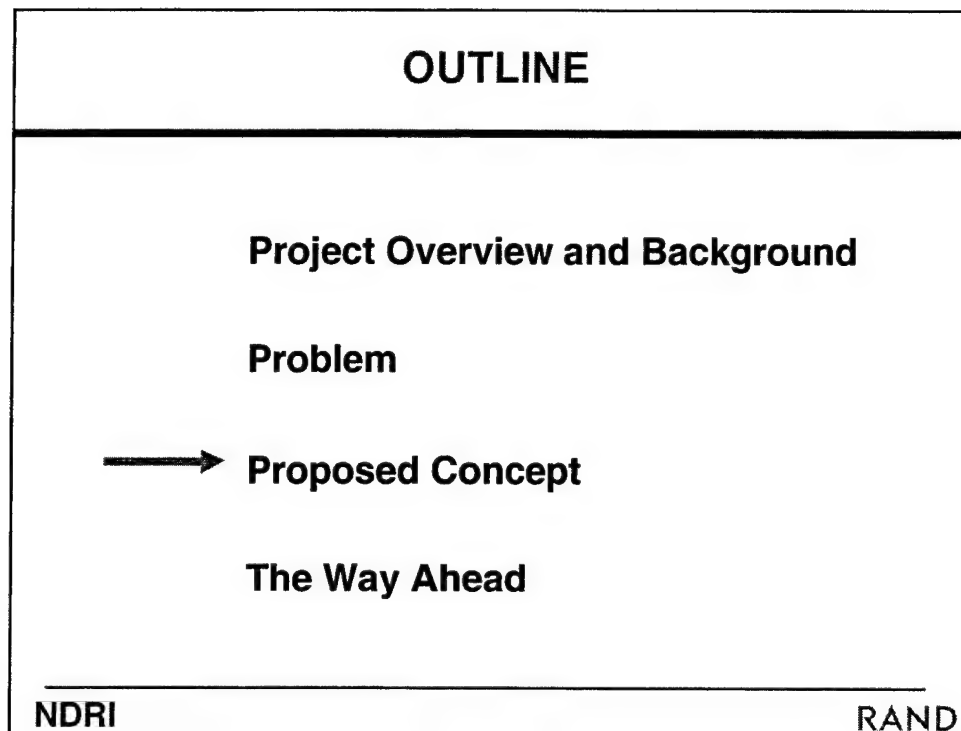 OUTLINE
Project Overview and Background
Problem
Proposed Concept
The Way Ahead
NDRI RAND